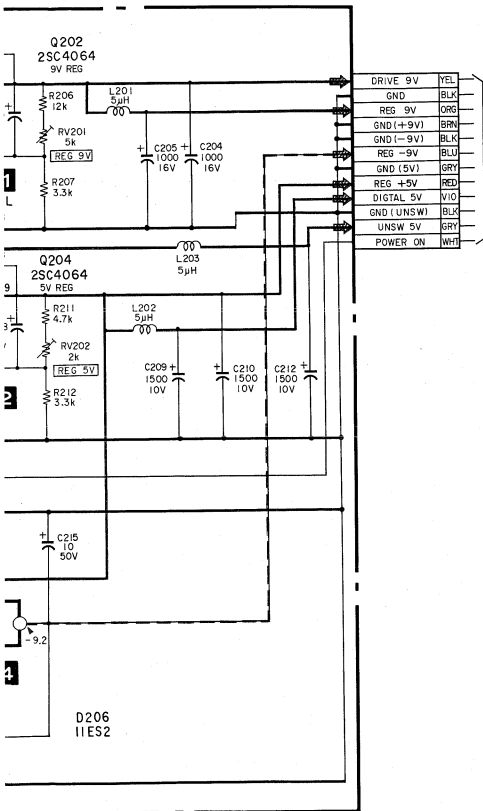 Q202
2SC4064
9V REG
R206
12k
RV201
5k
REG 9V
R207
3.3k
L201
5µH
C205
1000
16V
C204
1000
16V
1
L
DRIVE 9V YEL
GND BLK
REG 9V ORG
GND (+9V) BRN
GND (-9V) BLK
REG -9V BLU
GND (5V) GRY
REG +5V RED
DIGTAL 5V VIO
GND (UNSW) BLK
UNSW 5V GRY
POWER ON WHT
L203
5µH
Q204
2SC4064
5V REG
9
R211
4.7k
RV202
2k
REG 5V
R212
3.3k
L202
5µH
C209
1500
10V
C210
1500
10V
C212
1500
10V
2
C215
10
50V
-9.2
4
D206
11ES2